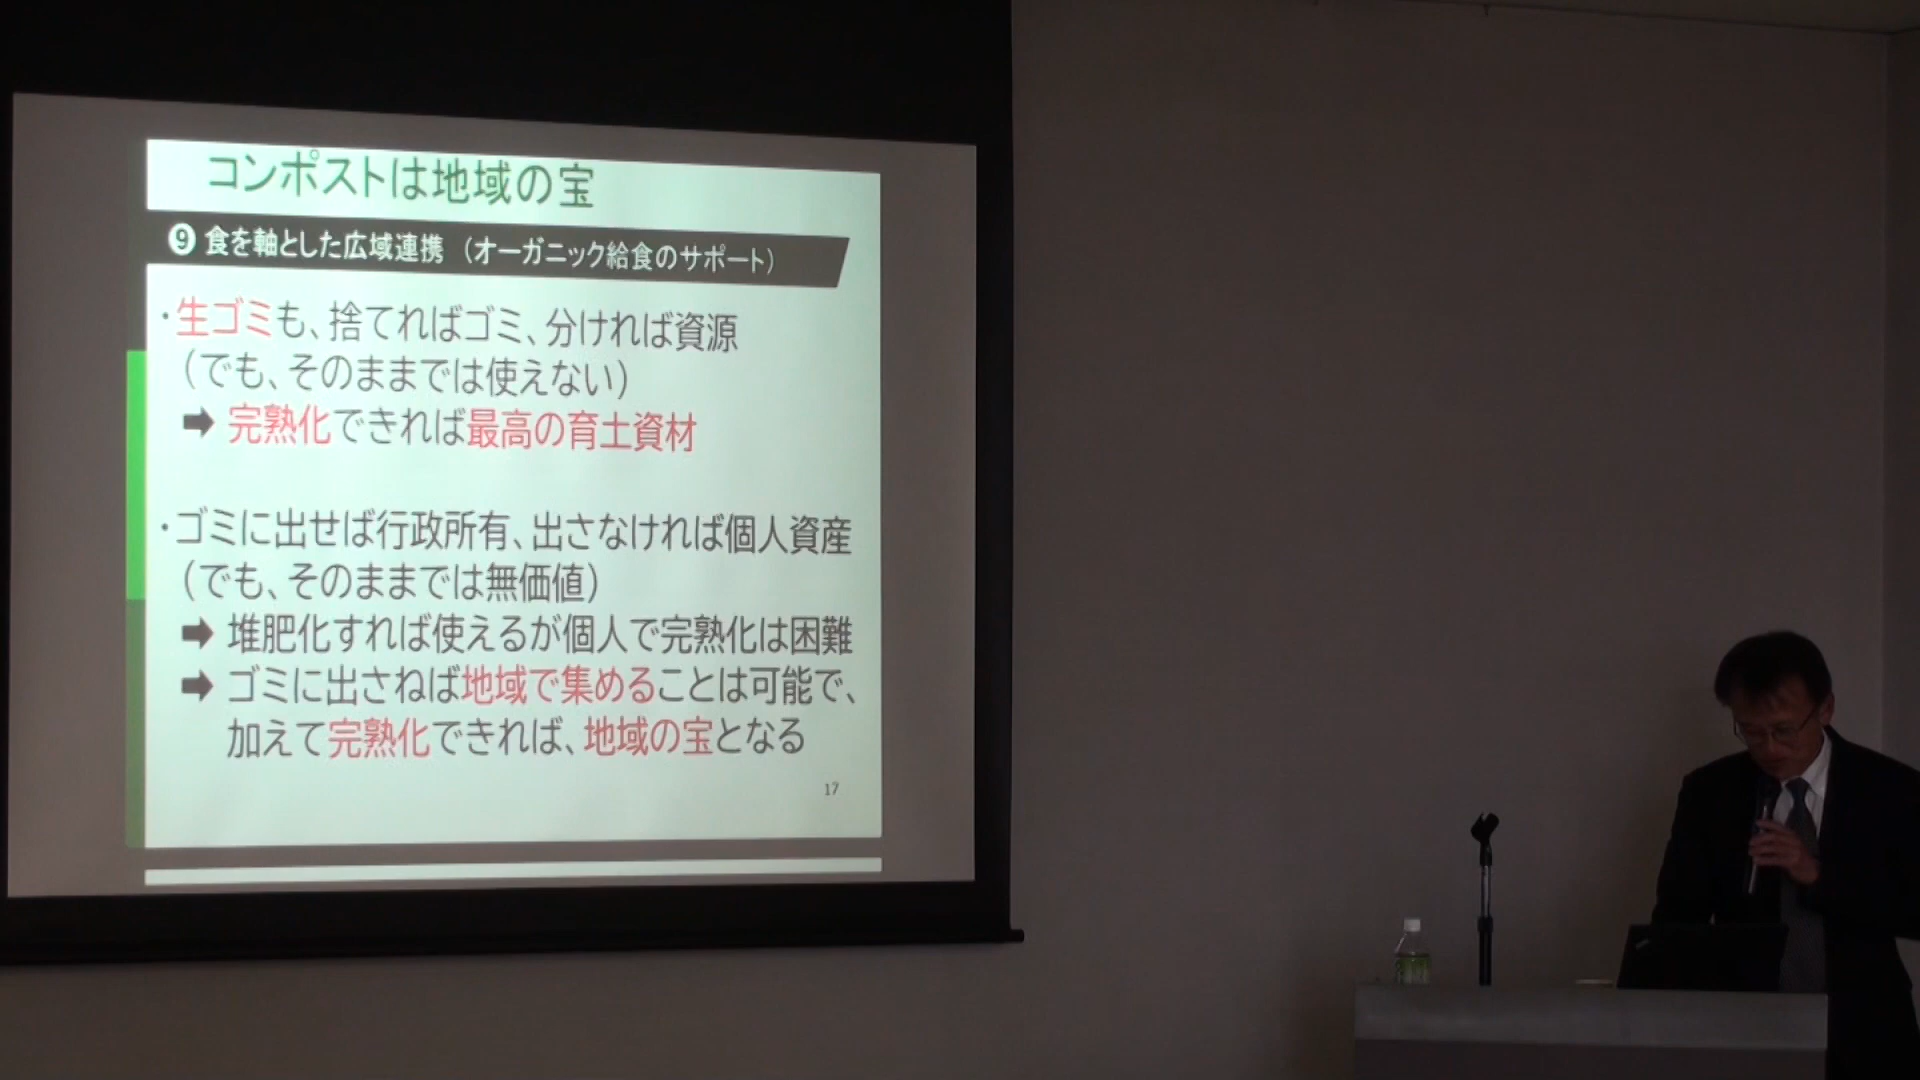 コンポストは地域の宝
❾ 食を軸とした広域連携 （オーガニック給食のサポート）
・生ゴミも、捨てればゴミ、分ければ資源
（でも、そのままでは使えない）
➡ 完熟化できれば最高の育土資材
・ゴミに出せば行政所有、出さなければ個人資産
（でも、そのままでは無価値）
➡ 堆肥化すれば使えるが個人で完熟化は困難
➡ ゴミに出さねば地域で集めることは可能で、
加えて完熟化できれば、地域の宝となる
17